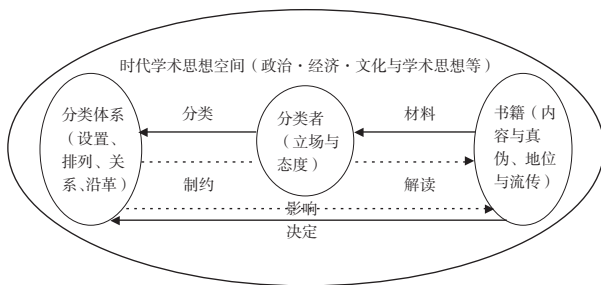 时代学术思想空间（政治·经济·文化与学术思想等）
分类体系
（设置、
排列、关
系、沿革）
分类
制约
分类者
（立场与
态度）
材料
解读
书籍（内
容与真
伪、地位
与流传）
影响
决定